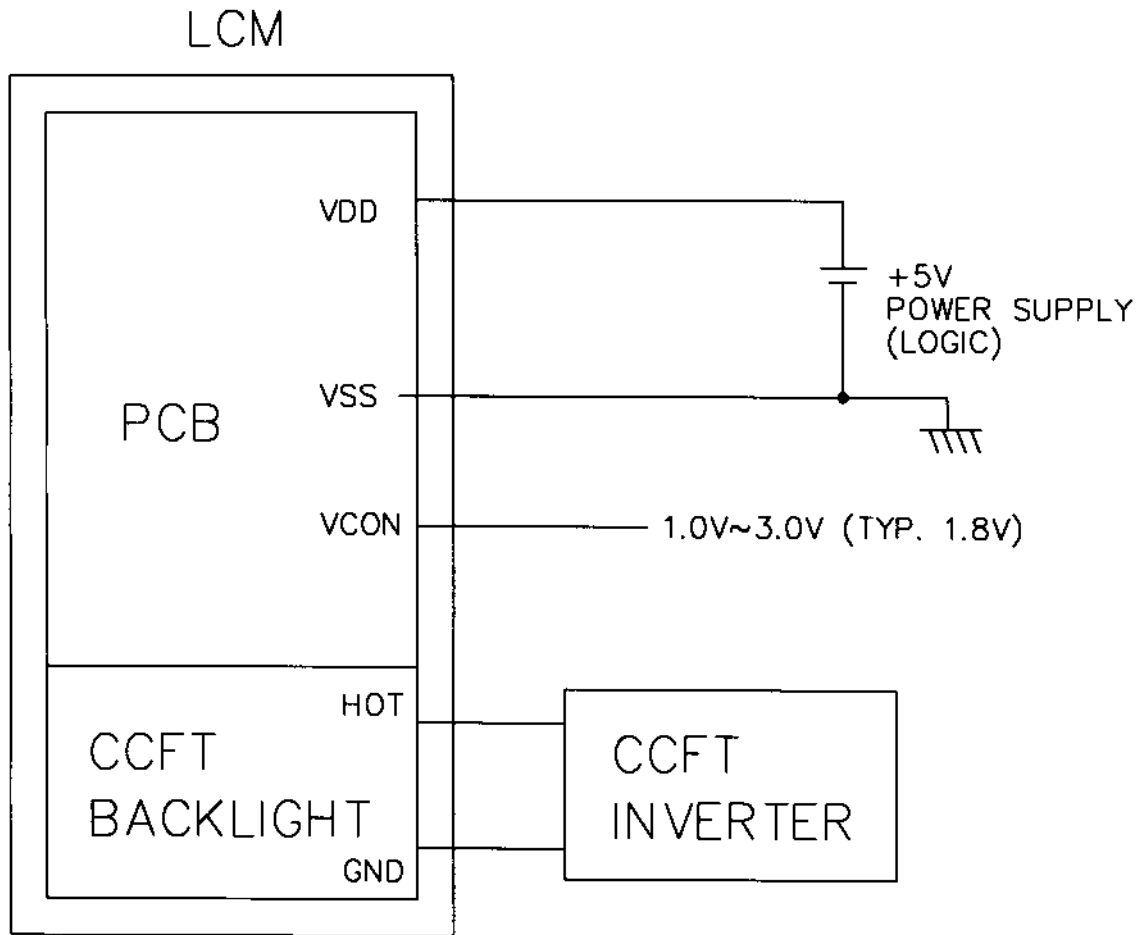 LCM
VDD
+5V
POWER SUPPLY
(LOGIC)
VSS
PCB
VCON
1.0V~3.0V (TYP. 1.8V)
HOT
CCFT
BACKLIGHT
GND
CCFT
INVERTER